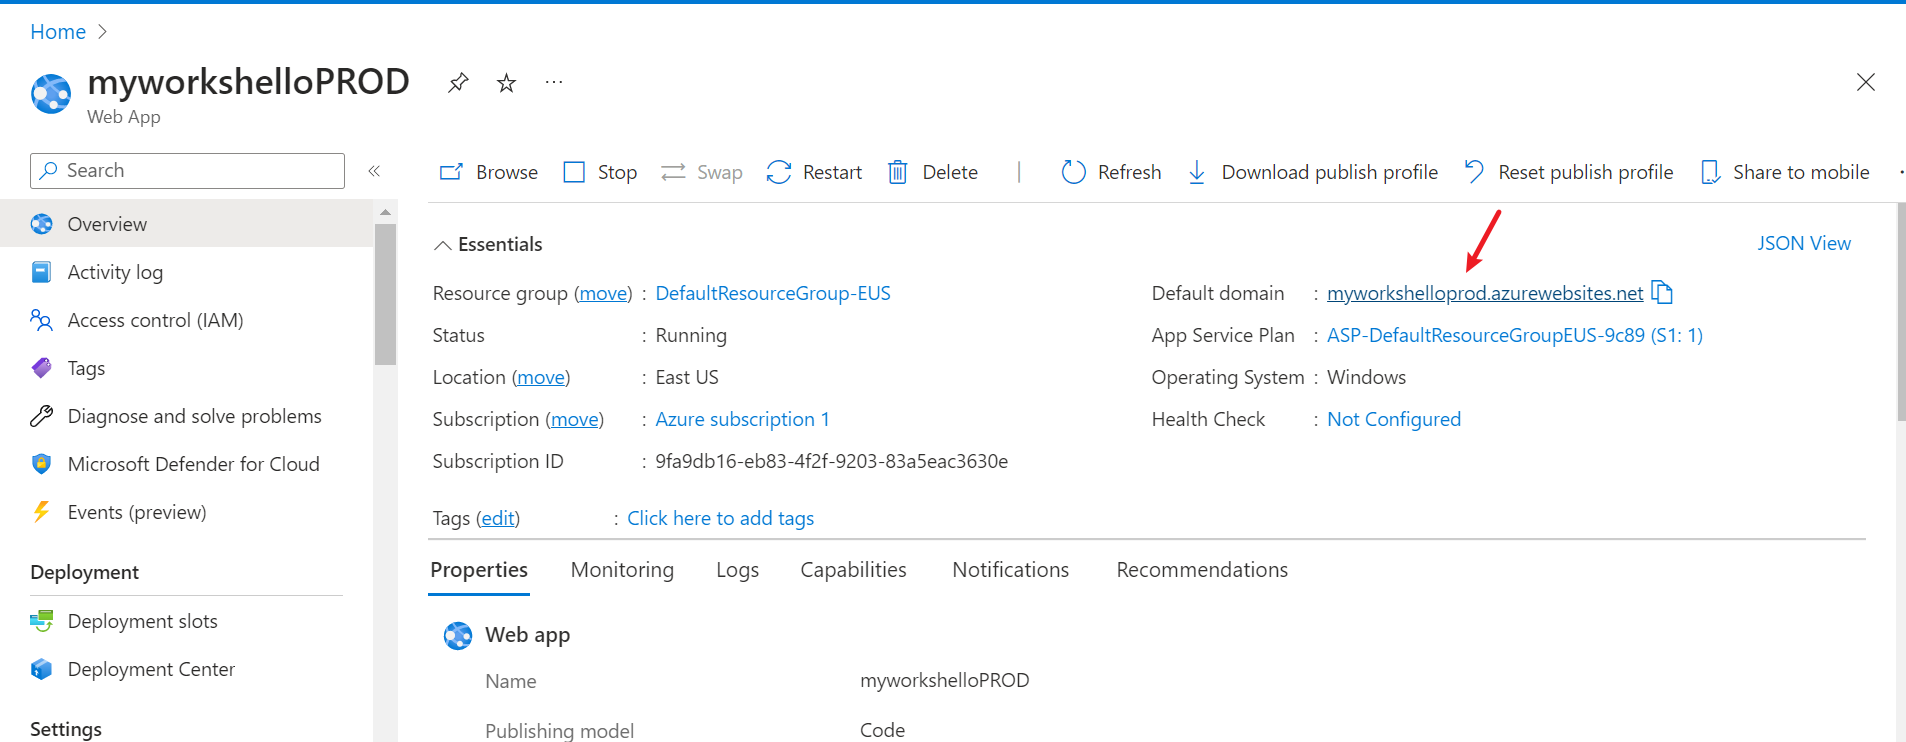 Home
myworkshelloPROD
Web App
Search
Browse Stop Swap Restart Delete Refresh Download publish profile Reset publish profile Share to mobile
Overview
Activity log
Access control (IAM)
Tags
Diagnose and solve problems
Microsoft Defender for Cloud
Events (preview)
Deployment
Deployment slots
Deployment Center
Settings
Essentials
JSON View
Resource group (move) : DefaultResourceGroup-EUS
Status : Running
Location (move) : East US
Subscription (move) : Azure subscription 1
Subscription ID : 9fa9db16-eb83-4f2f-9203-83a5eac3630e
Tags (edit) : Click here to add tags
Default domain : myworkshelloprod.azurewebsites.net
App Service Plan : ASP-DefaultResourceGroupEUS-9c89 (S1: 1)
Operating System : Windows
Health Check : Not Configured
Properties Monitoring Logs Capabilities Notifications Recommendations
Web app
Name myworkshelloPROD
Publishing model Code